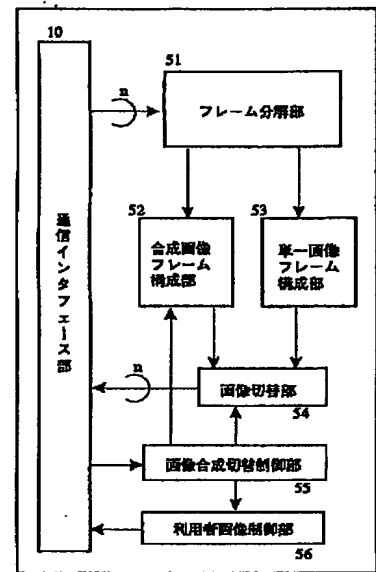 10
51
n
フレーム分解部
52
53
通信インタフェース部
合成画像
フレーム
構成部
単一画像
フレーム
構成部
n
画像切替部
54
画像合成切替制御部
55
利用者画像制御部
56